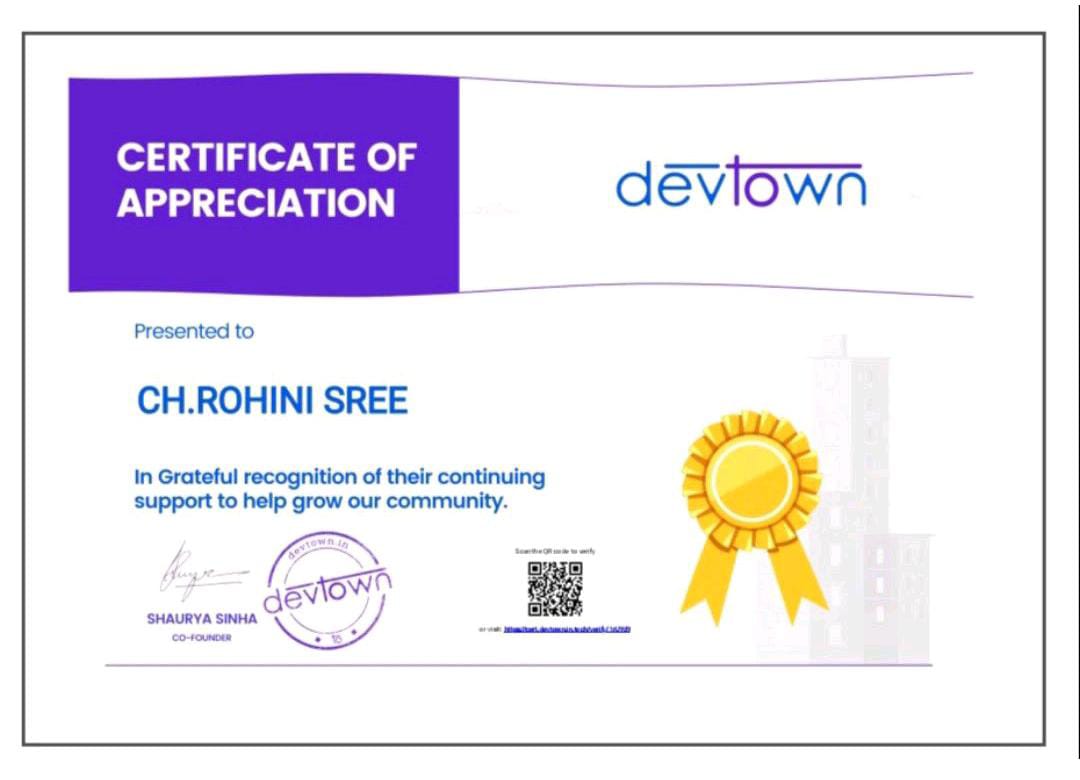 CERTIFICATE OF
APPRECIATION
devtown
Presented to
CH.ROHINI SREE
In Grateful recognition of their continuing
support to help grow our community.
devtown.in
devtown
SHAURYA SINHA
CO-FOUNDER
Scan the QR code to verify
or visit: